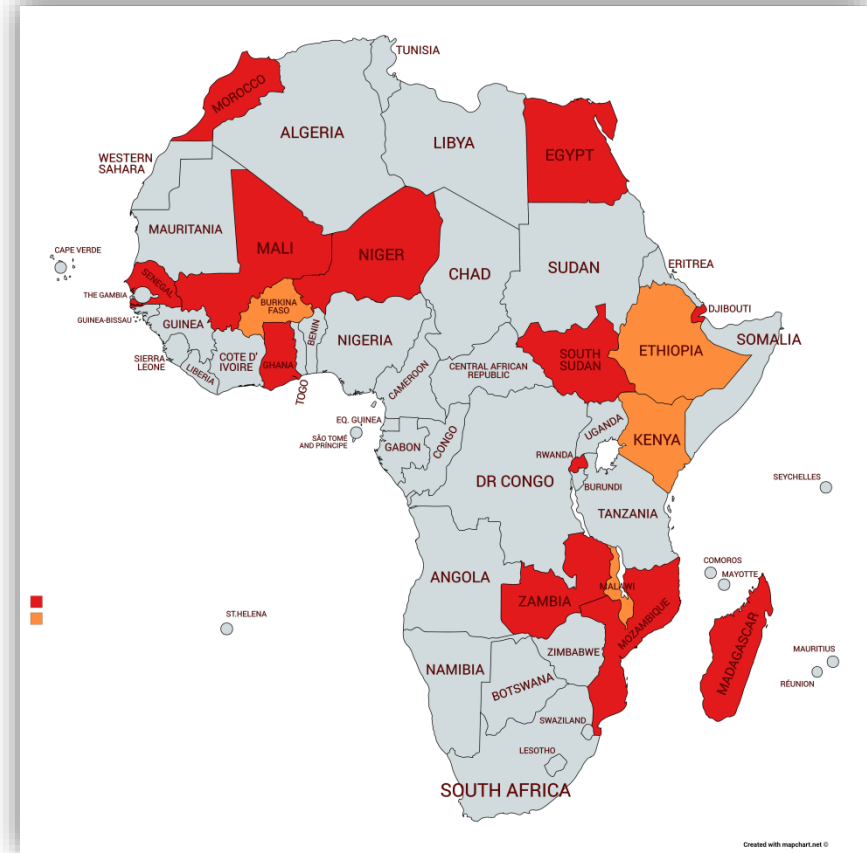 TUNISIA
MOROCCO
ALGERIA
LIBYA
EGYPT
WESTERN
SAHARA
MAURITANIA
MALI
NIGER
CHAD
SUDAN
ERITREA
CAPE VERDE
SENEGAL
THE GAMBIA
GUINEA-BISSAU
GUINEA
BURKINA
FASO
BENIN
NIGERIA
DJIBOUTI
SOMALIA
ETHIOPIA
SOUTH
SUDAN
SIERRA
LEONE
LIBERIA
COTE D'
IVOIRE
GHANA
TOGO
CAMEROON
CENTRAL AFRICAN
REPUBLIC
EQ. GUINEA
SÃO TOMÉ
AND PRÍNCIPE
GABON
CONGO
UGANDA
KENYA
RWANDA
DR CONGO
BURUNDI
TANZANIA
SEYCHELLES
COMOROS
MAYOTTE
ANGOLA
ZAMBIA
MALAWI
MOZAMBIQUE
MADAGASCAR
ST.HELENA
MAURITIUS
RÉUNION
NAMIBIA
ZIMBABWE
BOTSWANA
SWAZILAND
LESOTHO
SOUTH AFRICA
Created with mapchart.net ©